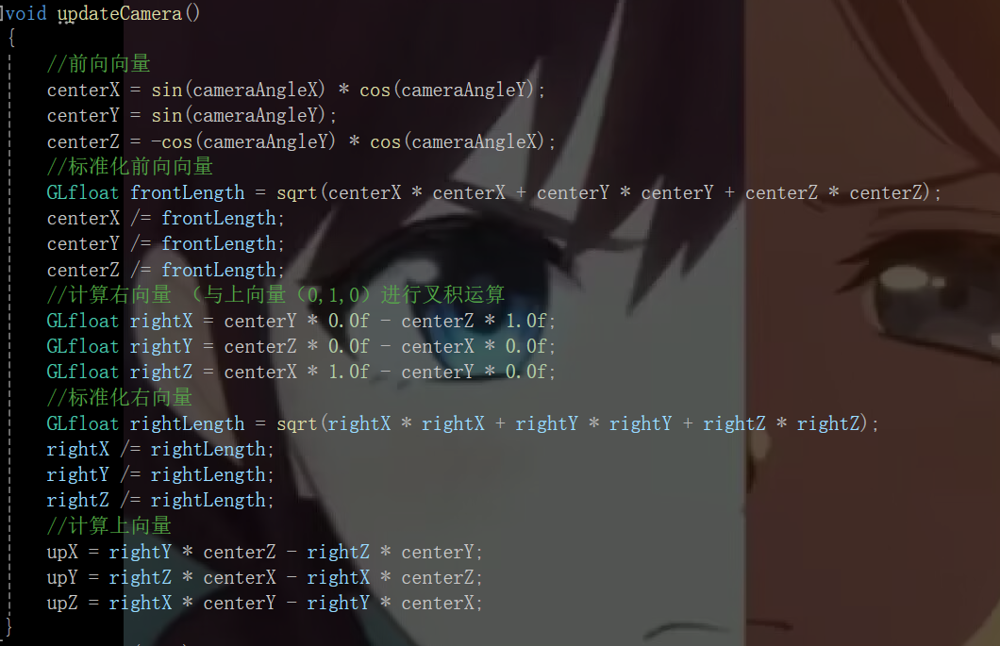 void updateCamera()
{
//前向向量
centerX = sin(cameraAngleX) * cos(cameraAngleY);
centerY = sin(cameraAngleY);
centerZ = -cos(cameraAngleY) * cos(cameraAngleX);
//标准化前向向量
GLfloat frontLength = sqrt(centerX * centerX + centerY * centerY + centerZ * centerZ);
centerX /= frontLength;
centerY /= frontLength;
centerZ /= frontLength;
//计算右向量 （与上向量（0,1,0）进行叉积运算
GLfloat rightX = centerY * 0.0f - centerZ * 1.0f;
GLfloat rightY = centerZ * 0.0f - centerX * 0.0f;
GLfloat rightZ = centerX * 1.0f - centerY * 0.0f;
//标准化右向量
GLfloat rightLength = sqrt(rightX * rightX + rightY * rightY + rightZ * rightZ);
rightX /= rightLength;
rightY /= rightLength;
rightZ /= rightLength;
//计算上向量
upX = rightY * centerZ - rightZ * centerY;
upY = rightZ * centerX - rightX * centerZ;
upZ = rightX * centerY - rightY * centerX;
}